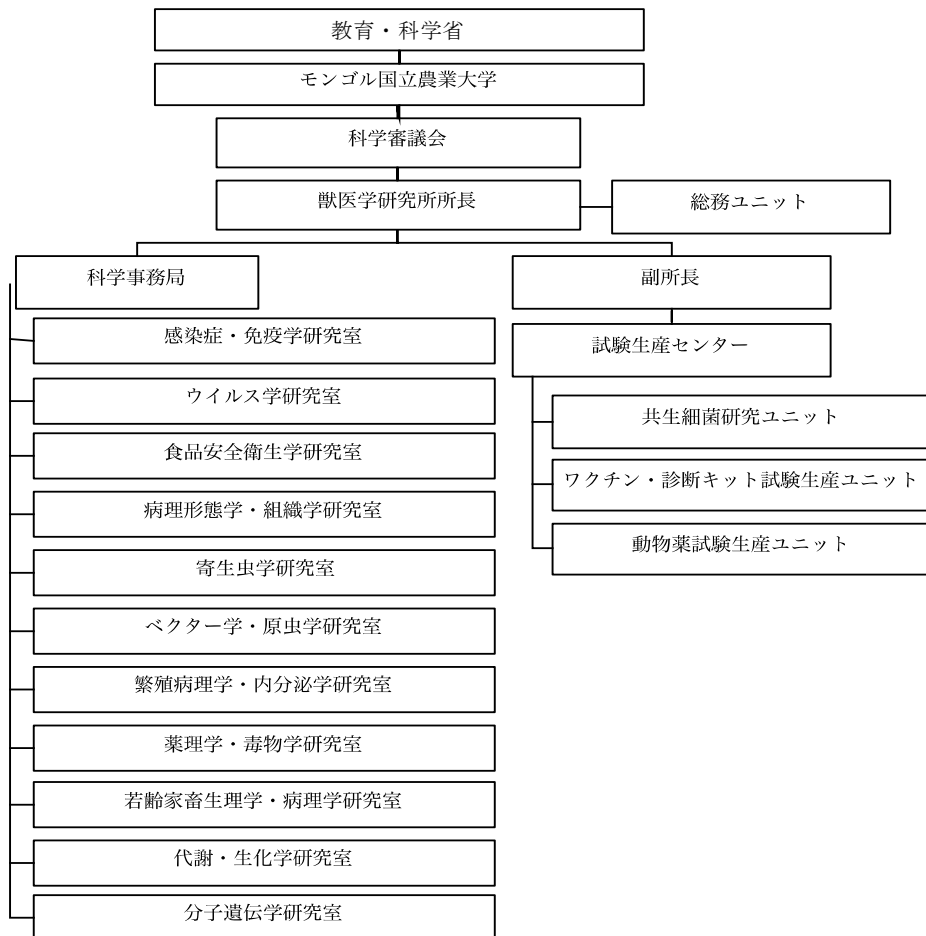 教育・科学省
モンゴル国立農業大学
科学審議会
獣医学研究所所長
総務ユニット
科学事務局
副所長
感染症・免疫学研究室
ウイルス学研究室
食品安全衛生学研究室
病理形態学・組織学研究室
寄生虫学研究室
ベクター学・原虫学研究室
繁殖病理学・内分泌学研究室
薬理学・毒物学研究室
若齢家畜生理学・病理学研究室
代謝・生化学研究室
分子遺伝学研究室
試験生産センター
共生細菌研究ユニット
ワクチン・診断キット試験生産ユニット
動物薬試験生産ユニット